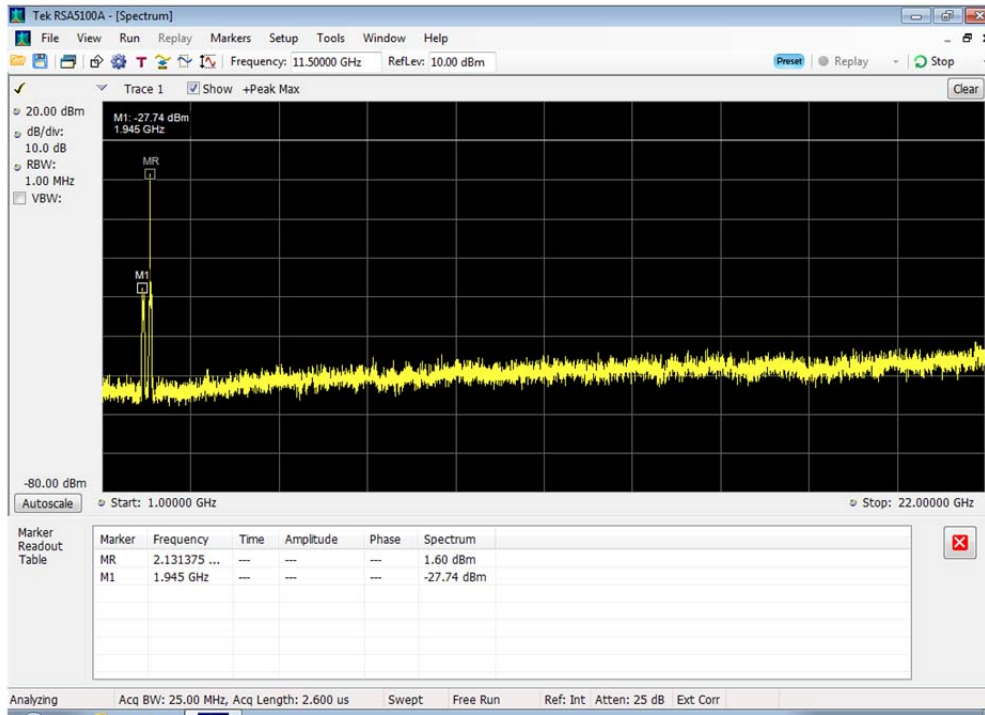 Tek RSA5100A - [Spectrum]
File View Run Replay Markers Setup Tools Window Help
T Frequency: 11.50000 GHz RefLev: 10.00 dBm Preset Replay Stop
Trace 1 Show +Peak Max Clear
20.00 dBm
dB/div:
10.0 dB
RBW:
1.00 MHz
VBW:
M1: -27.74 dBm
1.945 GHz
MR
M1
-80.00 dBm
Autoscale Start: 1.00000 GHz Stop: 22.00000 GHz
Marker
Readout
Table
Marker Frequency Time Amplitude Phase Spectrum
MR 2.131375 ... --- --- --- 1.60 dBm
M1 1.945 GHz --- --- --- -27.74 dBm
Analyzing Acq BW: 25.00 MHz, Acq Length: 2.600 us Swept Free Run Ref: Int Atten: 25 dB Ext Corr